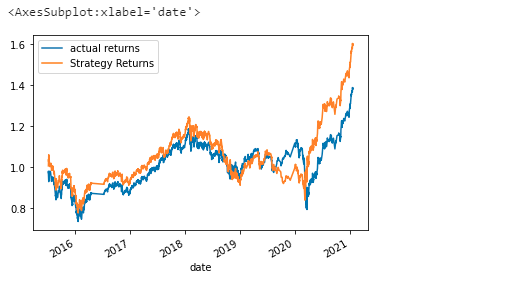 <AxesSubplot:xlabel='date'>
actual returns
Strategy Returns
1.6
1.4
1.2
1.0
0.8
2016
2017
2018
2019
2020
2021
date